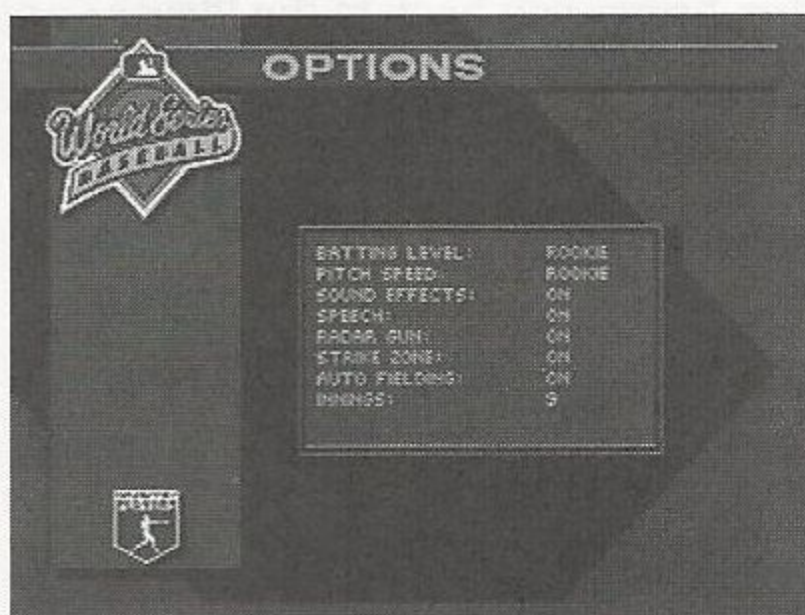 OPTIONS
World Series
BASEBALL
BATTING LEVEL: ROOKIE
PITCH SPEED: ROOKIE
SOUND EFFECTS: ON
SPEECH: ON
RADAR GUN: ON
STRIKE ZONE: ON
AUTO FIELDING: ON
INNINGS: 9